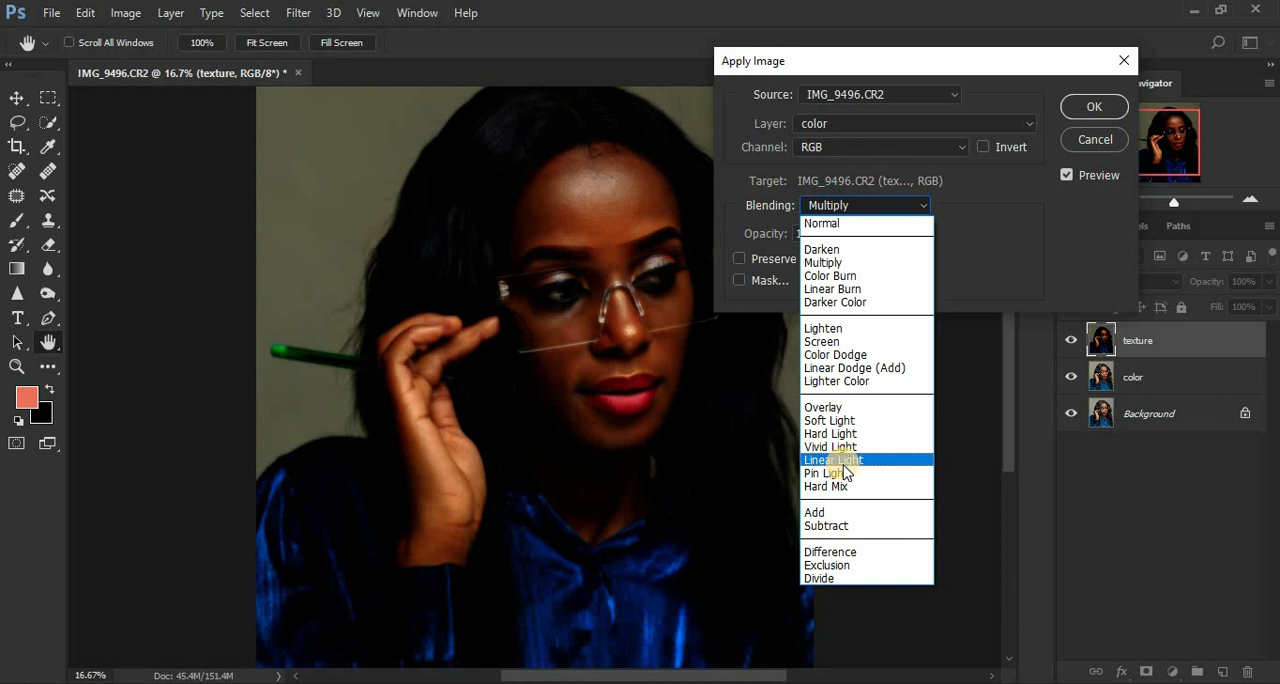 Ps File Edit Image Layer Type Select Filter 3D View Window Help
Scroll All Windows 100% Fit Screen Fill Screen
IMG_9496.CR2 @ 16.7% (texture, RGB/8*) * ×
Apply Image
Source: IMG_9496.CR2
Layer: color
Channel: RGB Invert
Target: IMG_9496.CR2 (tex..., RGB)
Blending: Multiply
Opacity:
Preserve
Mask...
OK
Cancel
Preview
Normal
Darken
Multiply
Color Burn
Linear Burn
Darker Color
Lighten
Screen
Color Dodge
Linear Dodge (Add)
Lighter Color
Overlay
Soft Light
Hard Light
Vivid Light
Linear Light
Pin Light
Hard Mix
Add
Subtract
Difference
Exclusion
Divide
Paths
Opacity: 100%
Fill: 100%
texture
color
Background
T
fx
16.67% Doc: 45.4M/151.4M